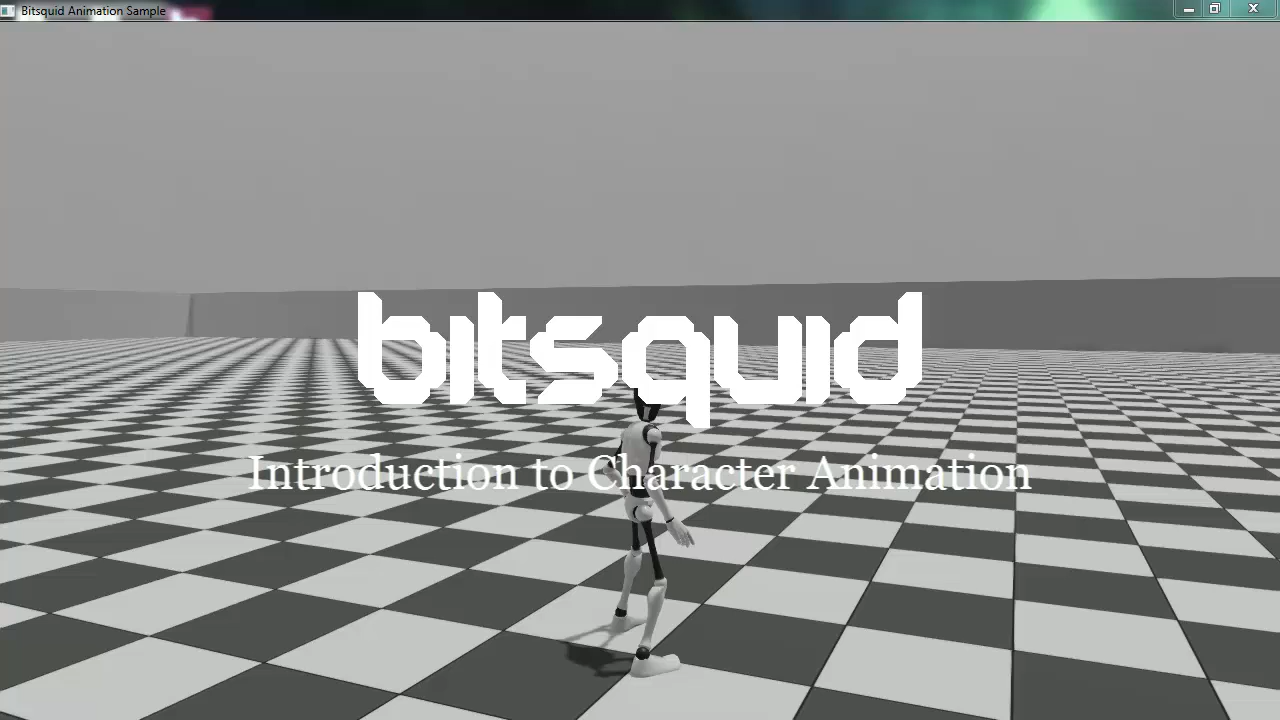 Bitsquid Animation Sample
bitsquid
Introduction to Character Animation